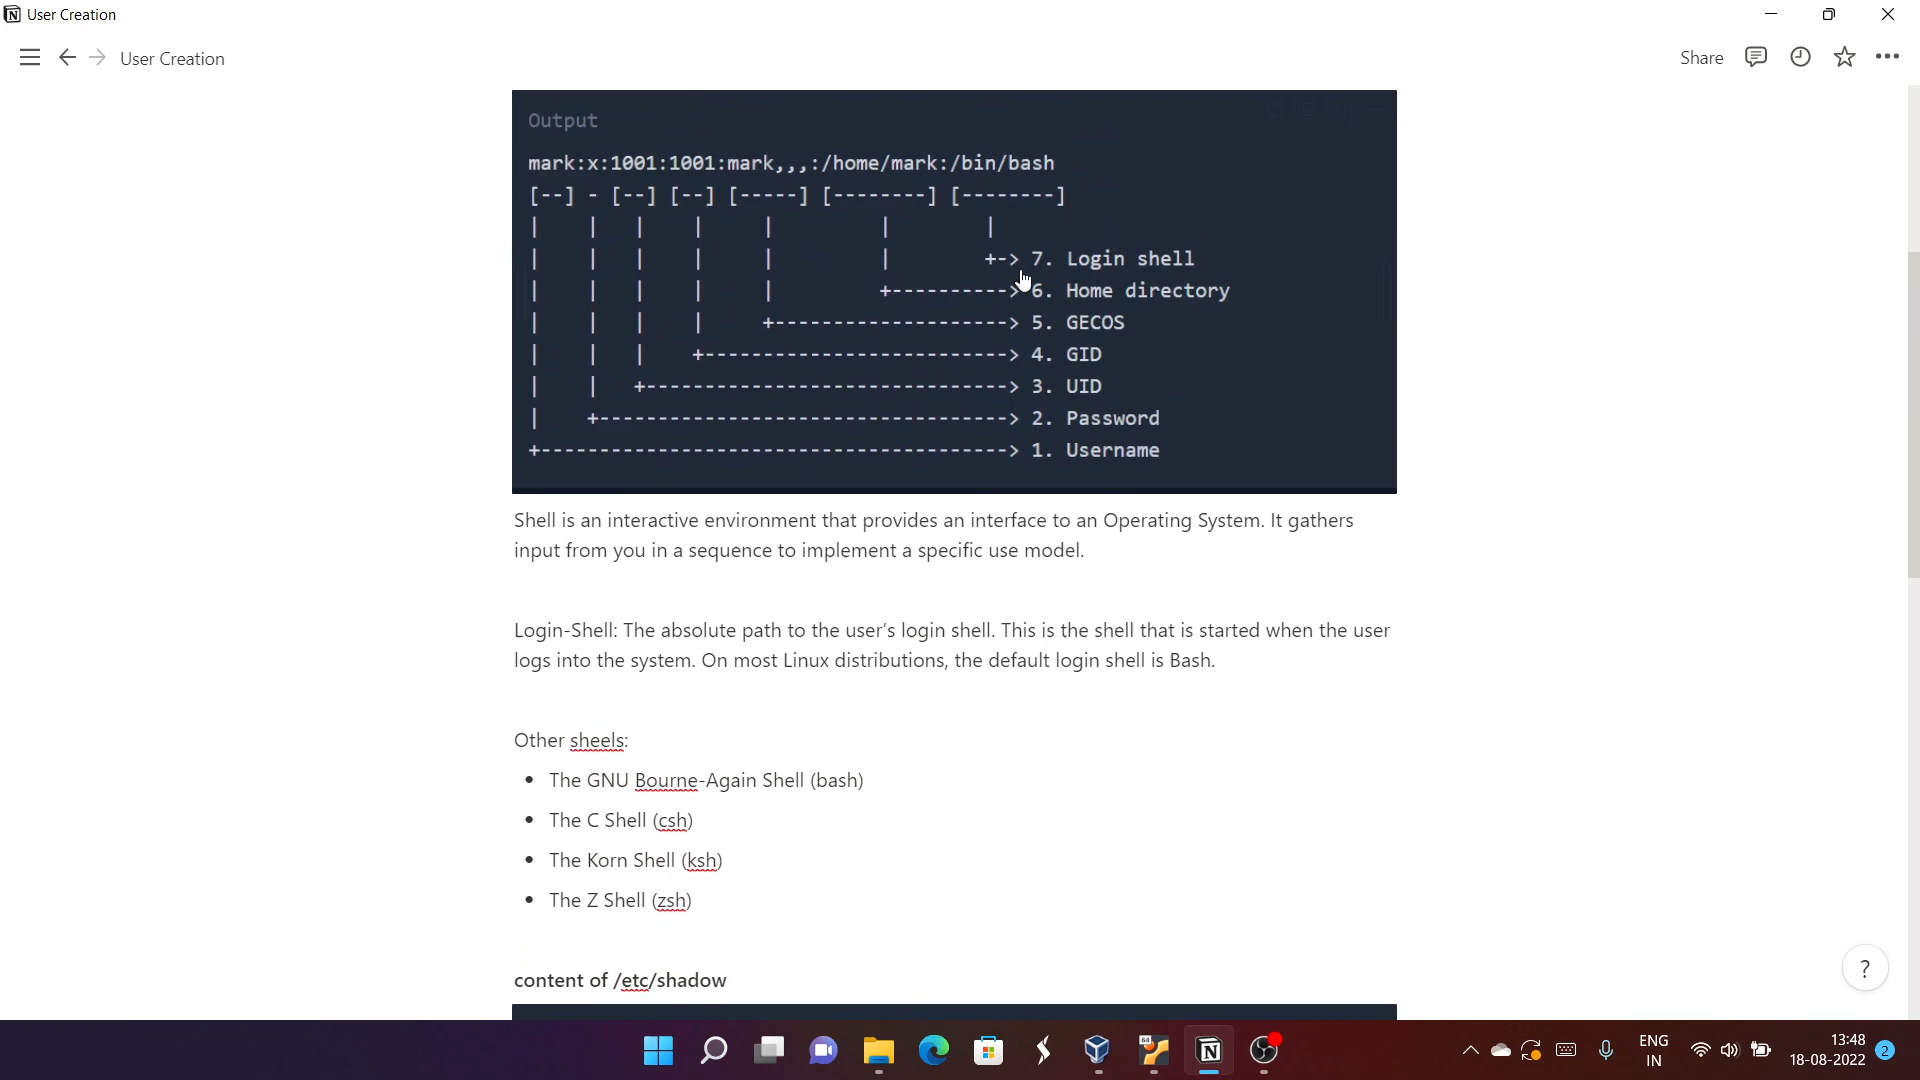 User Creation
User Creation
Share
Output
mark:x:1001:1001:mark,,,:/home/mark:/bin/bash
[--] - [--] [--] [-----] [--------] [--------]
|    |   |    |     |         |        |
|    |   |    |     |         |        +-> 7. Login shell
|    |   |    |     |         +----------> 6. Home directory
|    |   |    |     +--------------------> 5. GECOS
|    |   |    +--------------------------> 4. GID
|    |   +-------------------------------> 3. UID
|    +-----------------------------------> 2. Password
+----------------------------------------> 1. Username
Shell is an interactive environment that provides an interface to an Operating System. It gathers
input from you in a sequence to implement a specific use model.
Login-Shell: The absolute path to the user’s login shell. This is the shell that is started when the user
logs into the system. On most Linux distributions, the default login shell is Bash.
Other sheels:
• The GNU Bourne-Again Shell (bash)
• The C Shell (csh)
• The Korn Shell (ksh)
• The Z Shell (zsh)
content of /etc/shadow
?
64
ENG
IN
13:48
18-08-2022
2